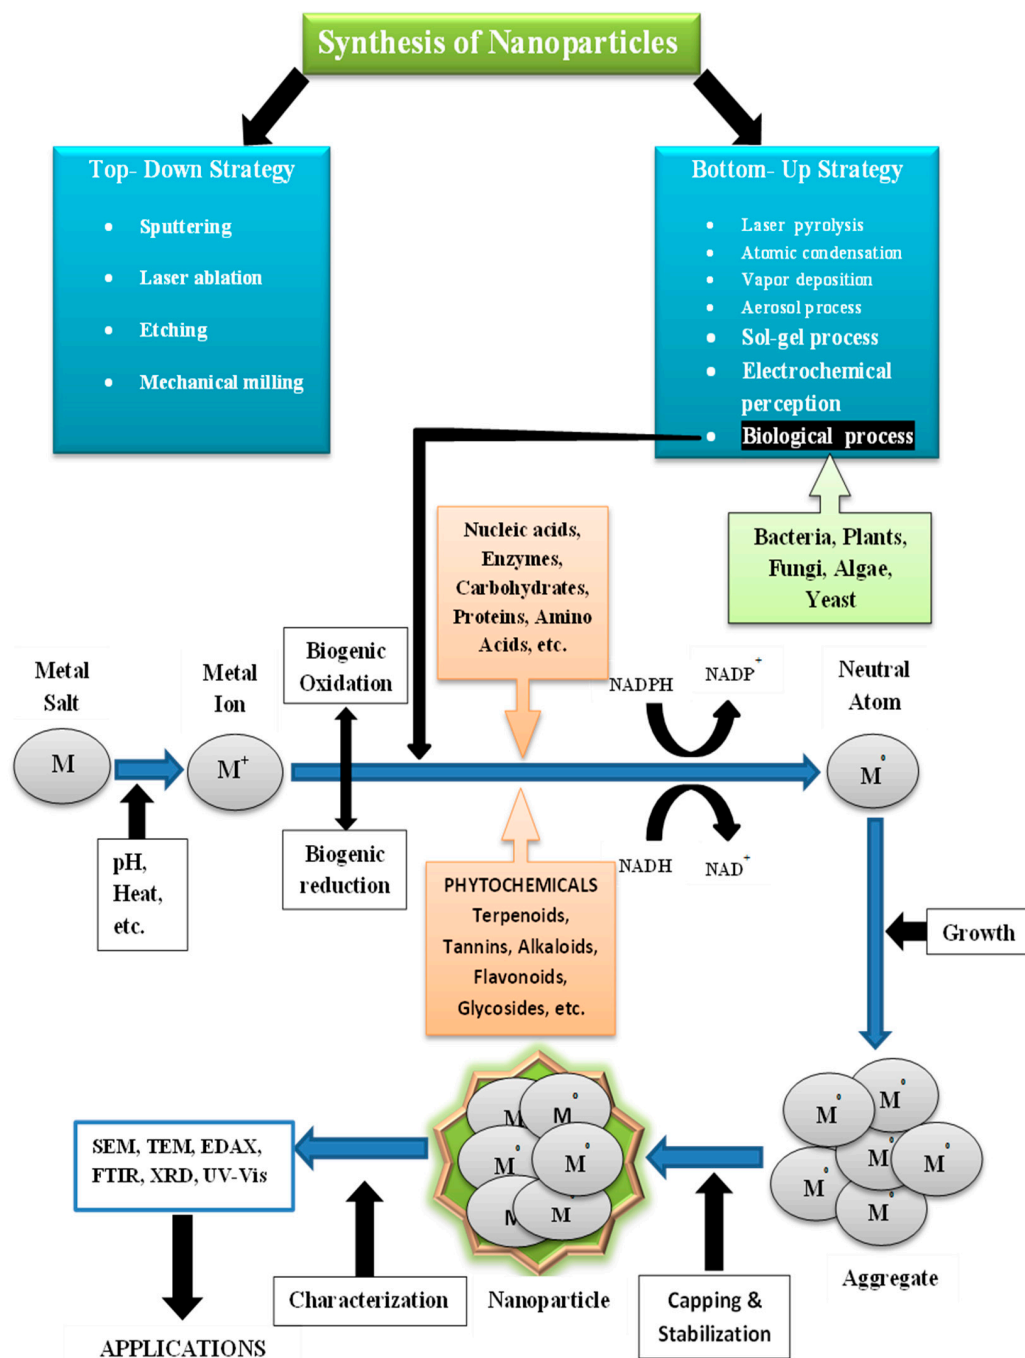 Synthesis of Nanoparticles
Top- Down Strategy
• Sputtering
• Laser ablation
• Etching
• Mechanical milling
Bottom- Up Strategy
• Laser pyrolysis
• Atomic condensation
• Vapor deposition
• Aerosol process
• Sol-gel process
• Electrochemical
perception
• Biological process
Bacteria, Plants,
Fungi, Algae,
Yeast
Nucleic acids,
Enzymes,
Carbohydrates,
Proteins, Amino
Acids, etc.
Metal
Salt
M
Metal
Ion
M⁺
Biogenic
Oxidation
Biogenic
reduction
pH,
Heat,
etc.
NADPH
NADP⁺
NADH
NAD⁺
Neutral
Atom
M°
PHYTOCHEMICALS
Terpenoids,
Tannins, Alkaloids,
Flavonoids,
Glycosides, etc.
Growth
M°
M°
M°
M°
M°
M°
Aggregate
Capping &
Stabilization
M
M°
M°
M°
M
M
Nanoparticle
Characterization
SEM, TEM, EDAX,
FTIR, XRD, UV-Vis
APPLICATIONS